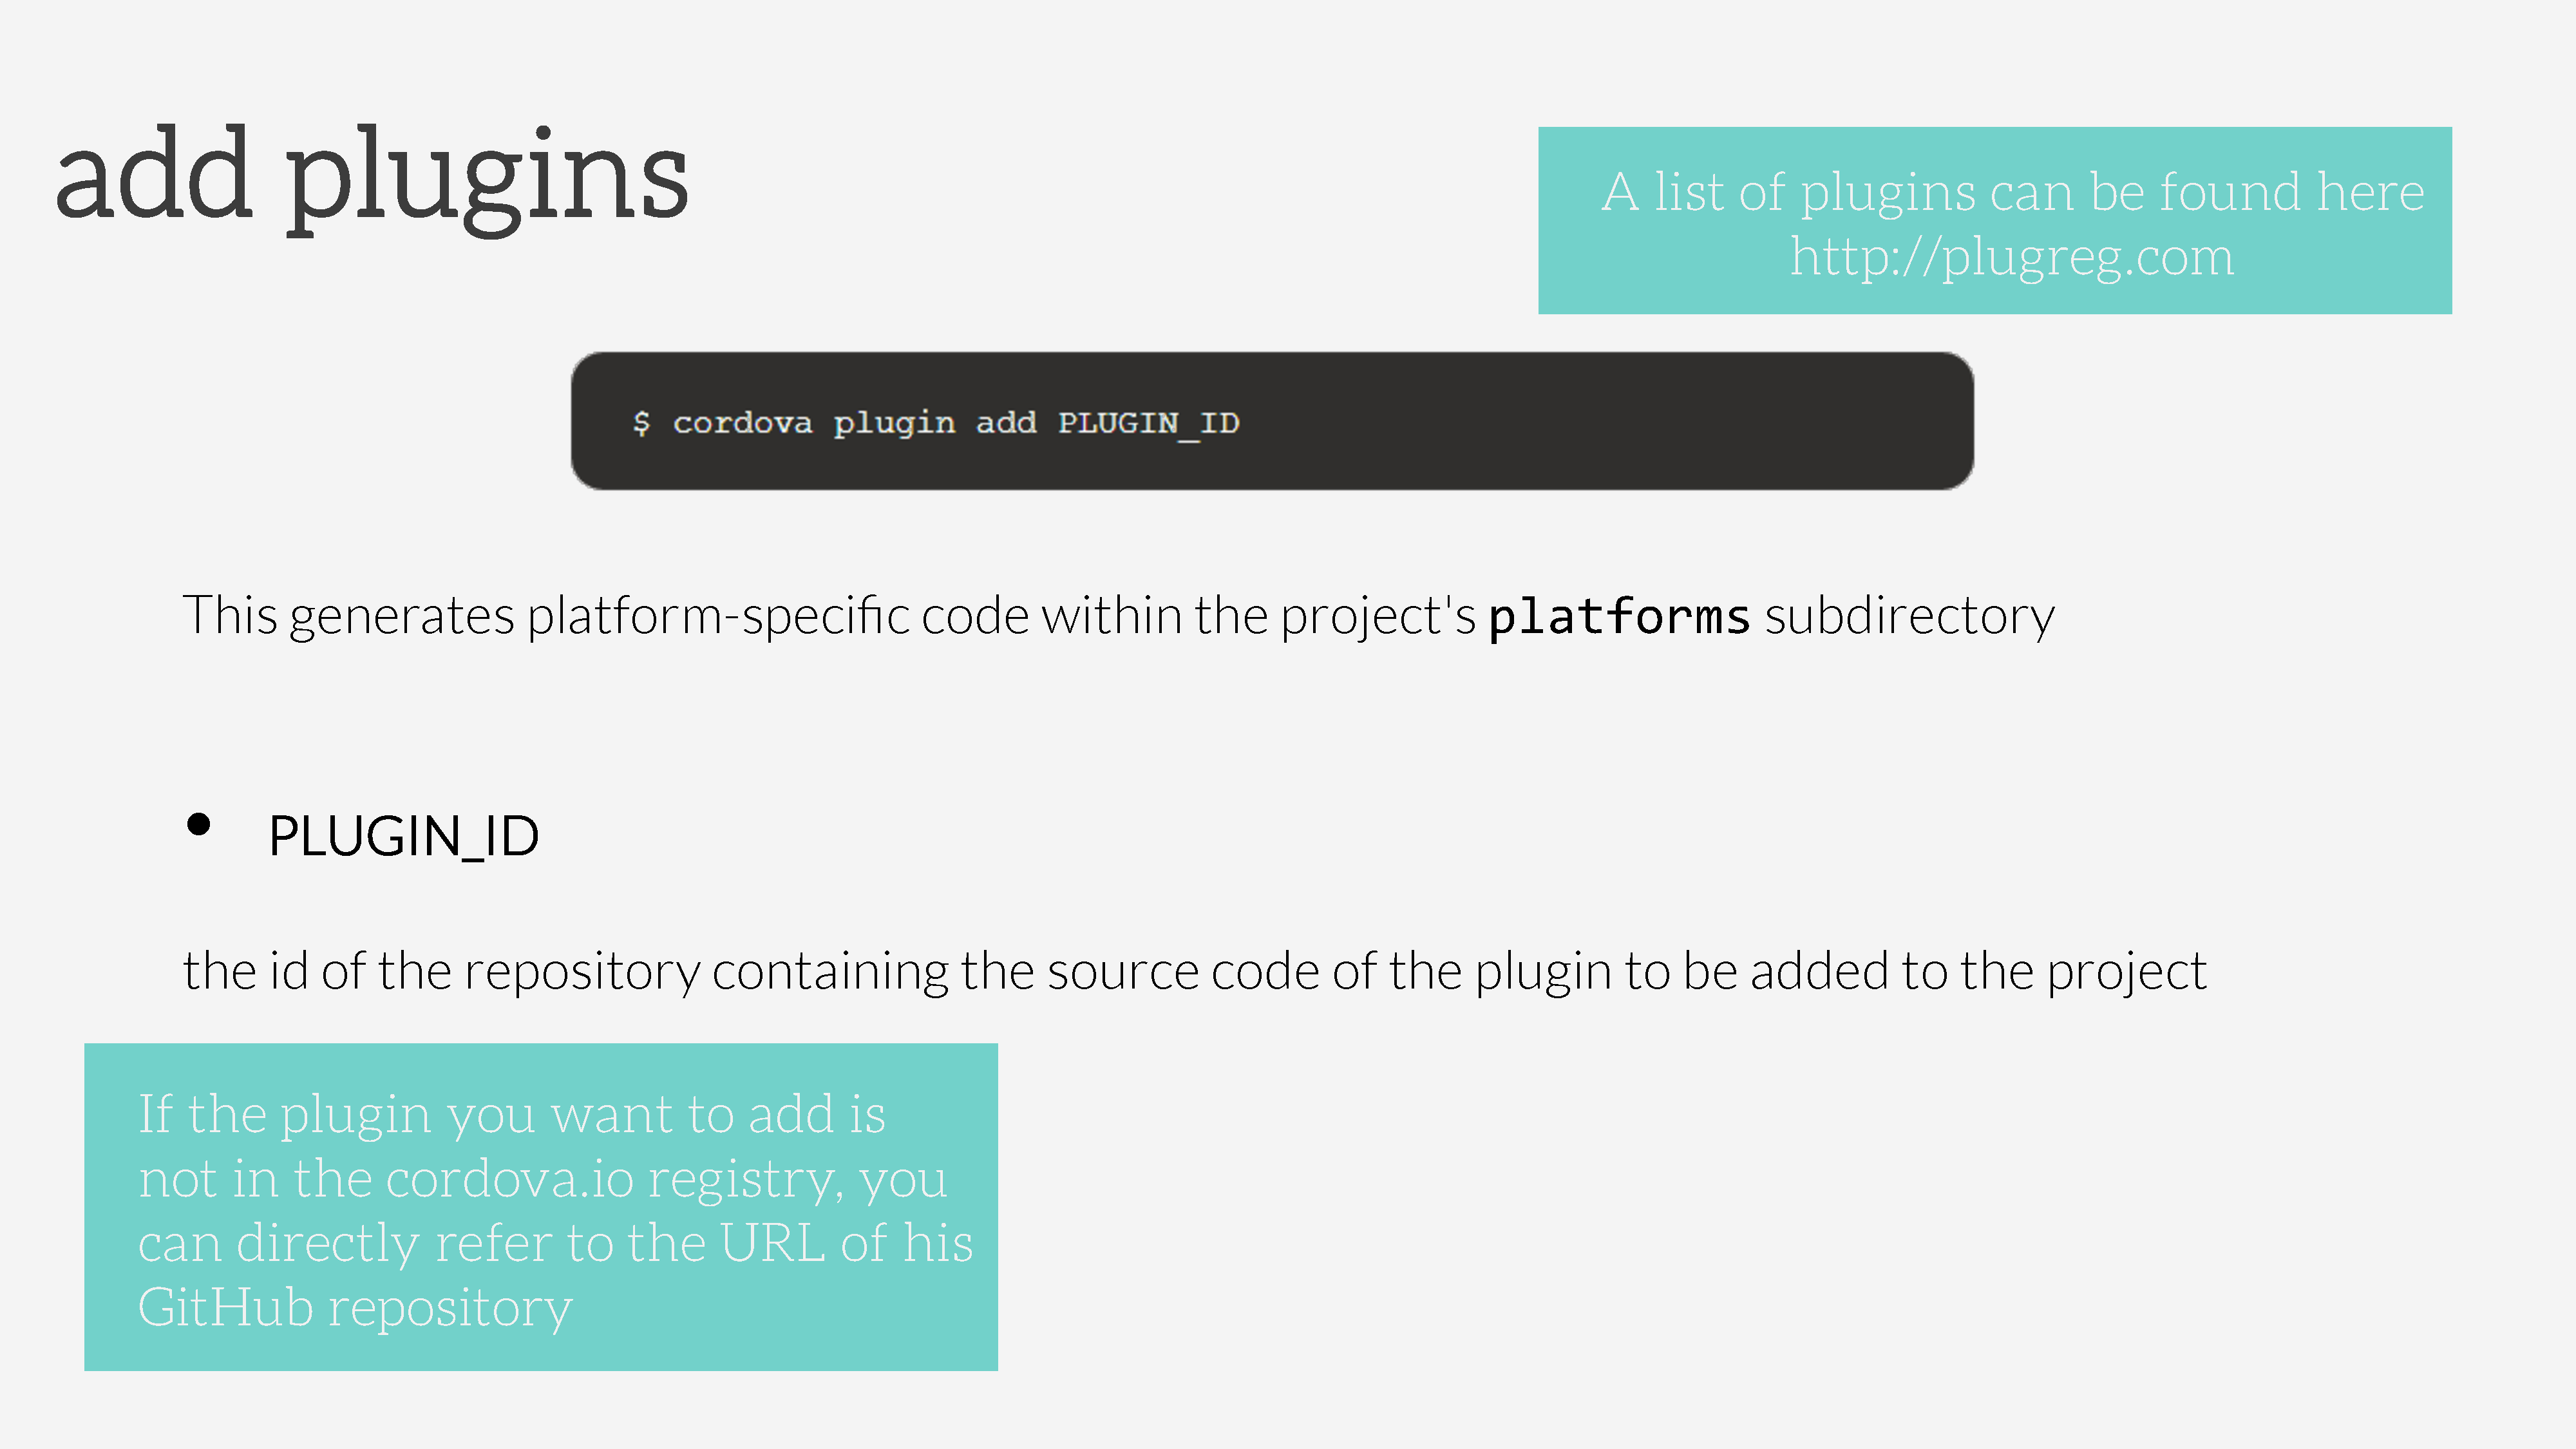 add plugins
A list of plugins can be found here
http://plugreg.com
$ cordova plugin add PLUGIN_ID
This generates platform-specific code within the project's platforms subdirectory
• PLUGIN_ID
the id of the repository containing the source code of the plugin to be added to the project
If the plugin you want to add is
not in the cordova.io registry, you
can directly refer to the URL of his
GitHub repository